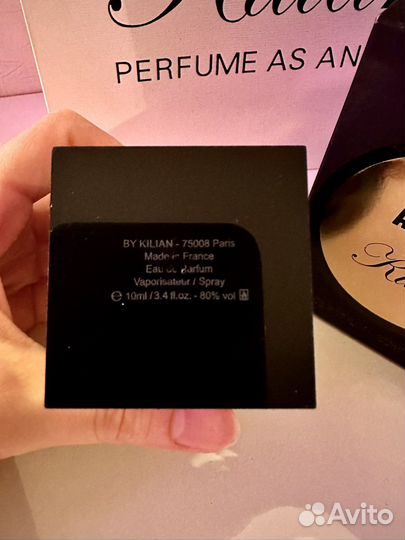 PERFUME AS AN
BY KILIAN - 75008 Paris
Made in France
Eau de Parfum
Vaporisateur / Spray
℮ 10ml / 3.4 fl.oz. - 80% vol
Avito